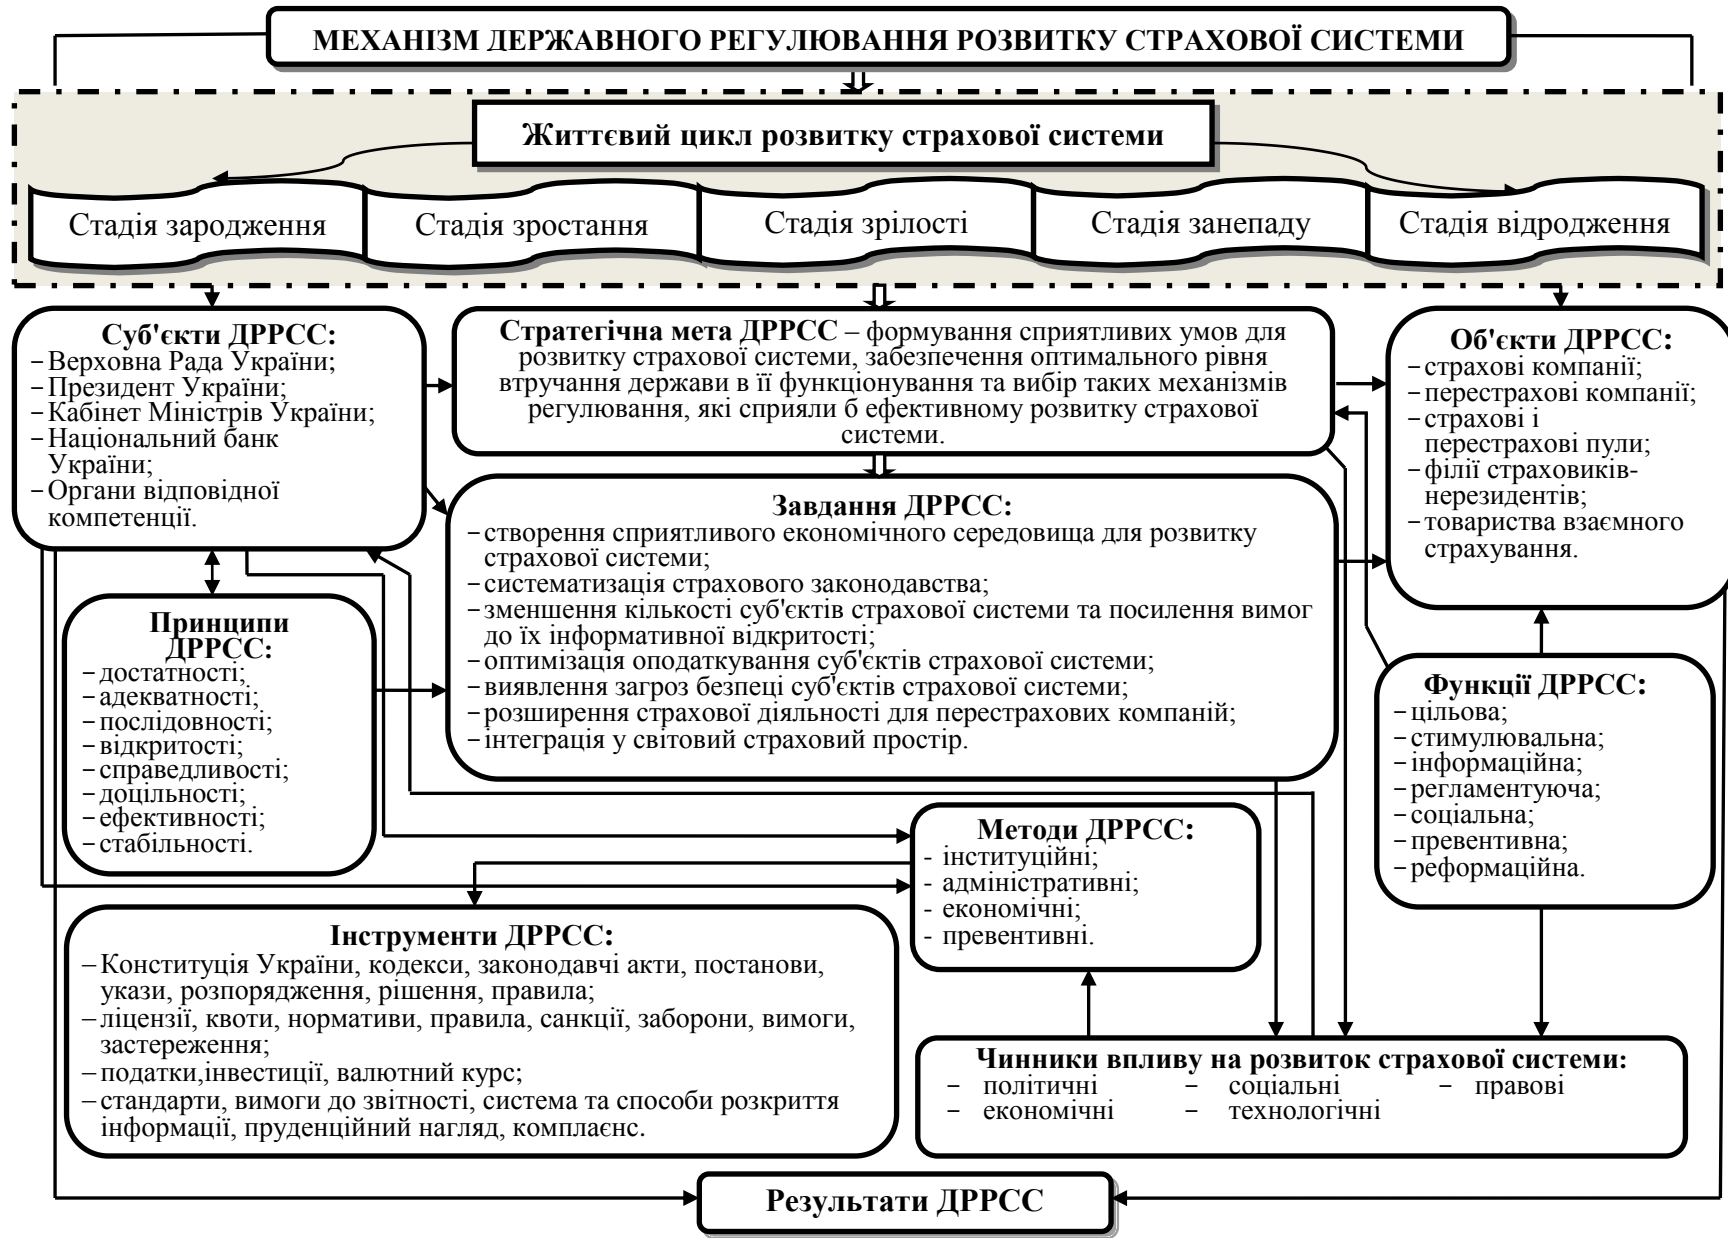 МЕХАНІЗМ ДЕРЖАВНОГО РЕГУЛЮВАННЯ РОЗВИТКУ СТРАХОВОЇ СИСТЕМИ
Життєвий цикл розвитку страхової системи
Стадія зародження
Стадія зростання
Стадія зрілості
Стадія занепаду
Стадія відродження
Суб'єкти ДРРСС:
– Верховна Рада України;
– Президент України;
– Кабінет Міністрів України;
– Національний банк
України;
– Органи відповідної
компетенції.
Стратегічна мета ДРРСС – формування сприятливих умов для
розвитку страхової системи, забезпечення оптимального рівня
втручання держави в її функціонування та вибір таких механізмів
регулювання, які сприяли б ефективному розвитку страхової
системи.
Об'єкти ДРРСС:
– страхові компанії;
– перестрахові компанії;
– страхові і
перестрахові пули;
– філії страховиків-
нерезидентів;
– товариства взаємного
страхування.
Завдання ДРРСС:
– створення сприятливого економічного середовища для розвитку
страхової системи;
– систематизація страхового законодавства;
– зменшення кількості суб'єктів страхової системи та посилення вимог
до їх інформативної відкритості;
– оптимізація оподаткування суб'єктів страхової системи;
– виявлення загроз безпеці суб'єктів страхової системи;
– розширення страхової діяльності для перестрахових компаній;
– інтеграція у світовий страховий простір.
Принципи
ДРРСС:
– достатності;
– адекватності;
– послідовності;
– відкритості;
– справедливості;
– доцільності;
– ефективності;
– стабільності.
Функції ДРРСС:
– цільова;
– стимулювальна;
– інформаційна;
– регламентуюча;
– соціальна;
– превентивна;
– реформаційна.
Методи ДРРСС:
- інституційні;
- адміністративні;
- економічні;
- превентивні.
Інструменти ДРРСС:
– Конституція України, кодекси, законодавчі акти, постанови,
укази, розпорядження, рішення, правила;
– ліцензії, квоти, нормативи, правила, санкції, заборони, вимоги,
застереження;
– податки,інвестиції, валютний курс;
– стандарти, вимоги до звітності, система та способи розкриття
інформації, пруденційний нагляд, комплаєнс.
Чинники впливу на розвиток страхової системи:
– політичні – соціальні – правові
– економічні – технологічні
Результати ДРРСС